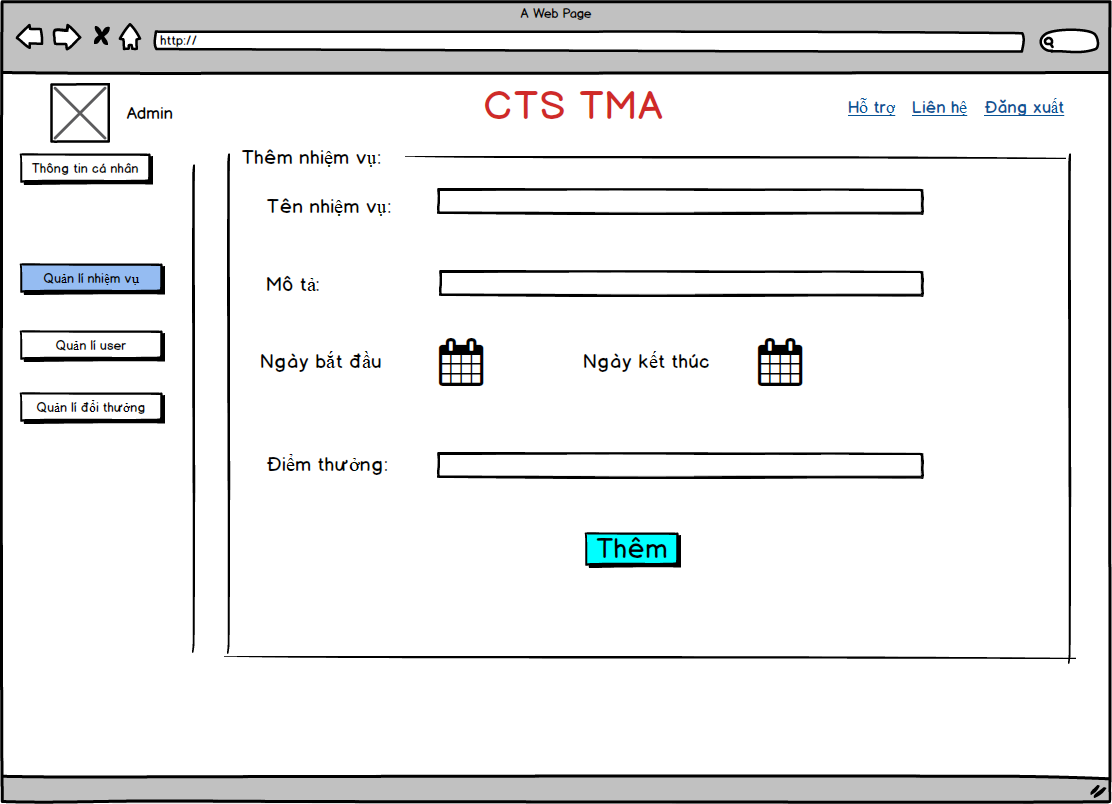 A Web Page
http://
Admin
CTS TMA
Hỗ trợ Liên hệ Đăng xuất
Thông tin cá nhân
Quản lí nhiệm vụ
Quản lí user
Quản lí đổi thưởng
Thêm nhiệm vụ:
Tên nhiệm vụ:
Mô tả:
Ngày bắt đầu
Ngày kết thúc
Điểm thưởng:
Thêm